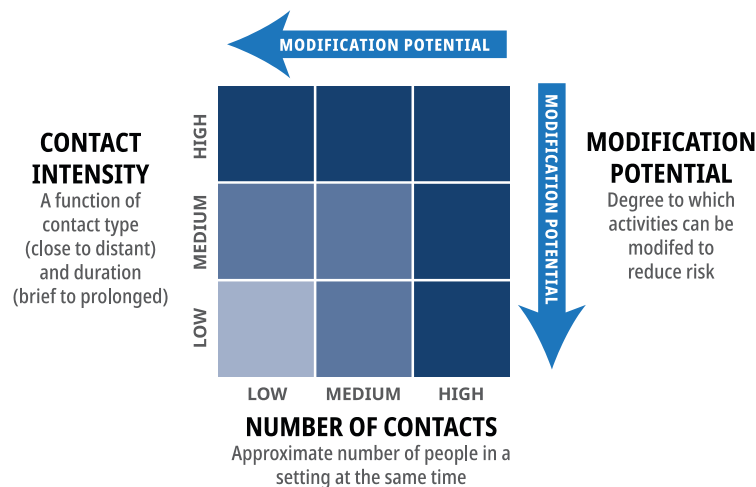 MODIFICATION POTENTIAL
CONTACT
INTENSITY
A function of
contact type
(close to distant)
and duration
(brief to prolonged)
HIGH
MEDIUM
LOW
MODIFICATION POTENTIAL
MODIFICATION
POTENTIAL
Degree to which
activities can be
modifed to
reduce risk
LOW
MEDIUM
HIGH
NUMBER OF CONTACTS
Approximate number of people in a
setting at the same time